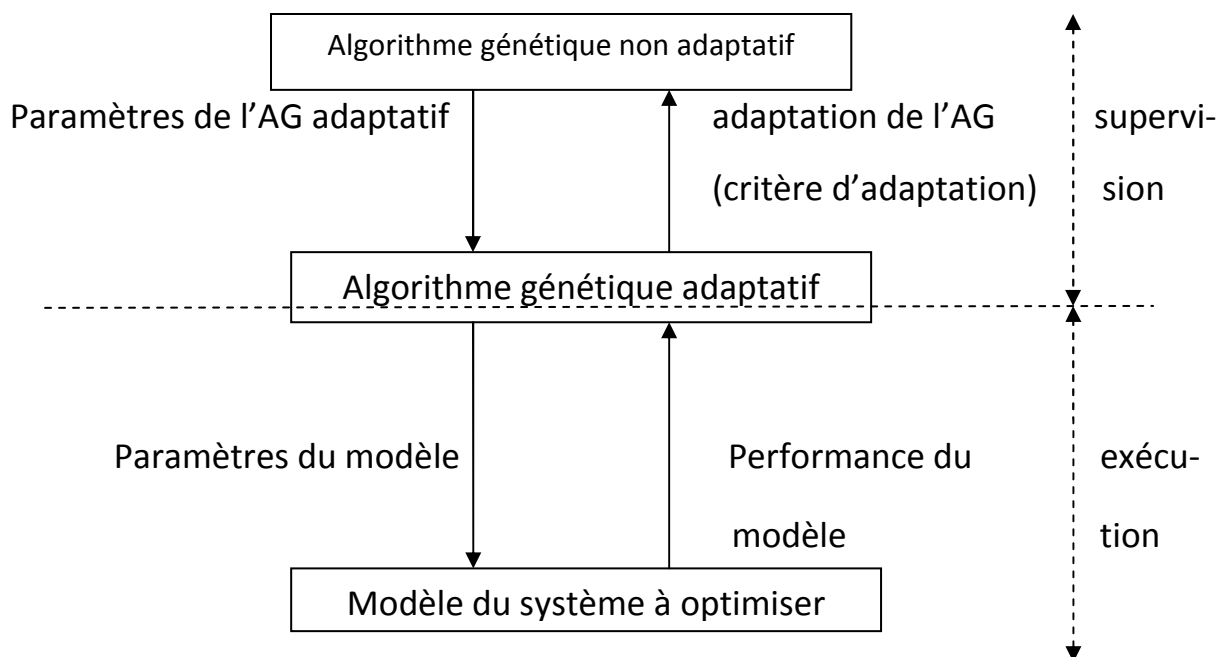 Algorithme génétique non adaptatif
Paramètres de l’AG adaptatif
adaptation de l’AG
(critère d’adaptation)
supervi-
sion
Algorithme génétique adaptatif
Paramètres du modèle
Performance du
modèle
exécu-
tion
Modèle du système à optimiser